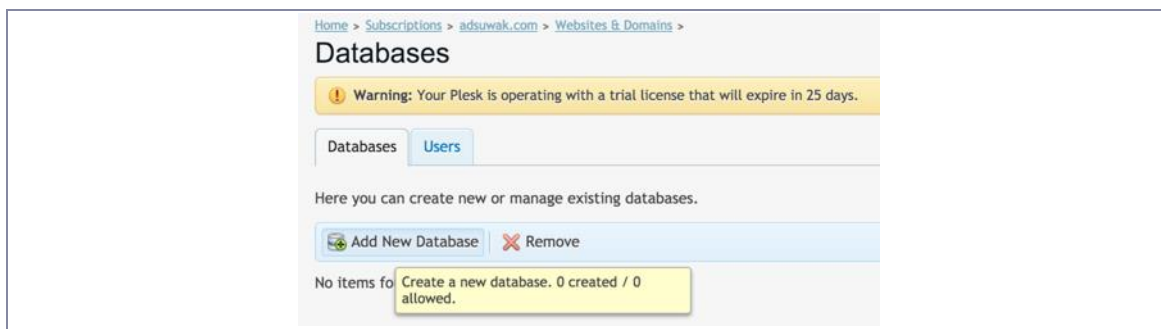 Home > Subscriptions > adsuwak.com > Websites & Domains >
Databases
Warning: Your Plesk is operating with a trial license that will expire in 25 days.
Databases Users
Here you can create new or manage existing databases.
Add New Database Remove
No items fo
Create a new database. 0 created / 0
allowed.